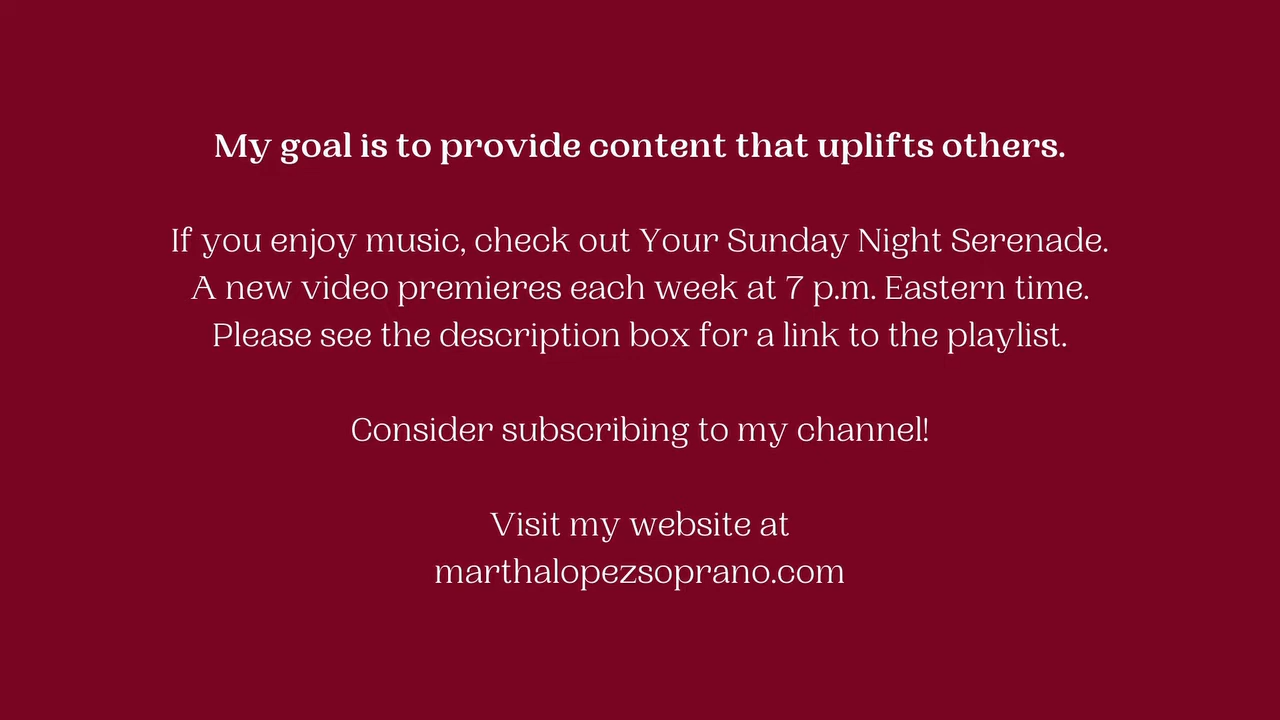 My goal is to provide content that uplifts others.
If you enjoy music, check out Your Sunday Night Serenade.
A new video premieres each week at 7 p.m. Eastern time.
Please see the description box for a link to the playlist.
Consider subscribing to my channel!
Visit my website at
marthalopezsoprano.com